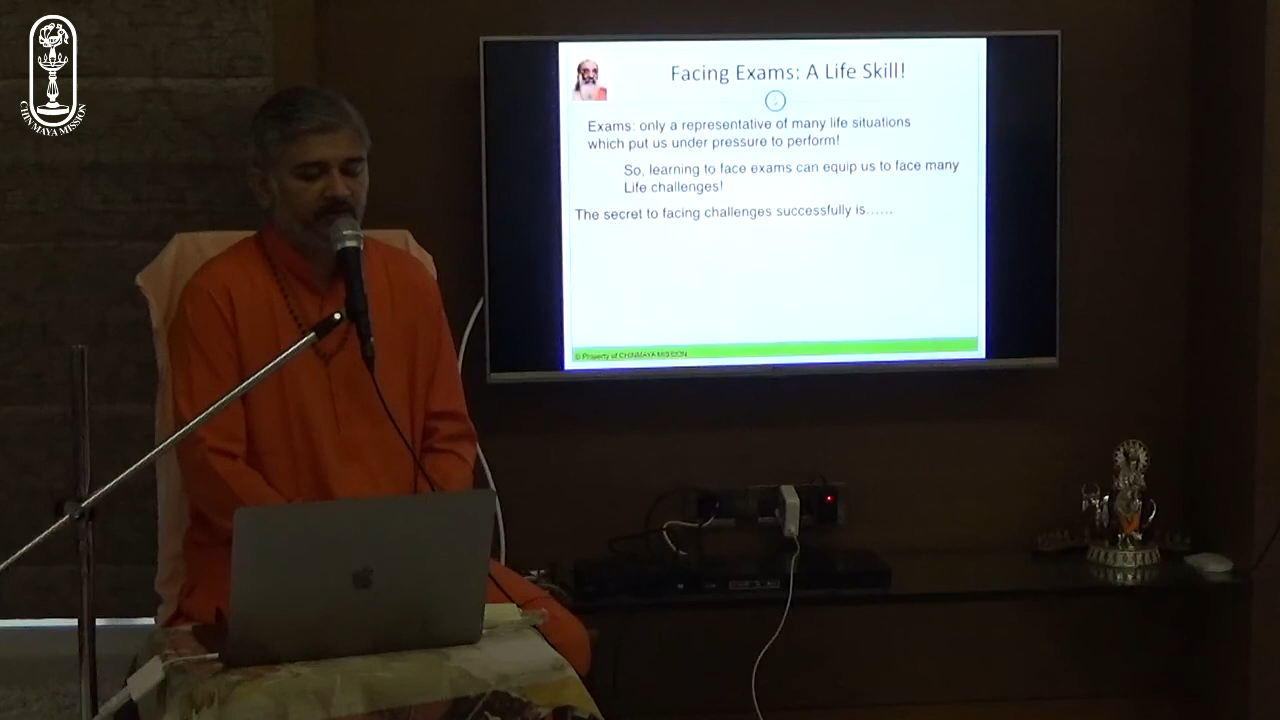 CHINMAYA MISSION
Facing Exams: A Life Skill!
Exams: only a representative of many life situations
which put us under pressure to perform!
So, learning to face exams can equip us to face many
Life challenges!
The secret to facing challenges successfully is......
© Property of CHINMAYA MISSION